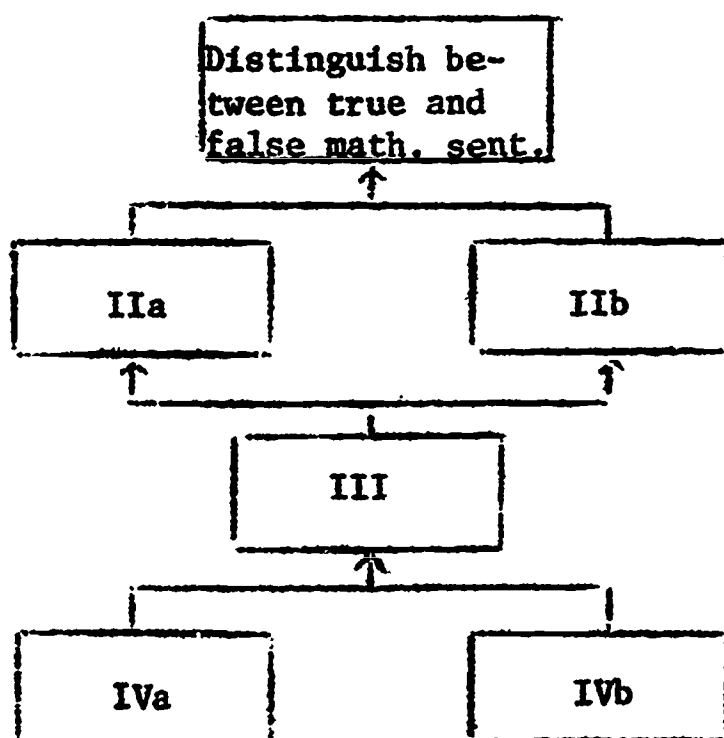 Distinguish be-
tween true and
false math. sent.
IIa
IIb
III
IVa
IVb